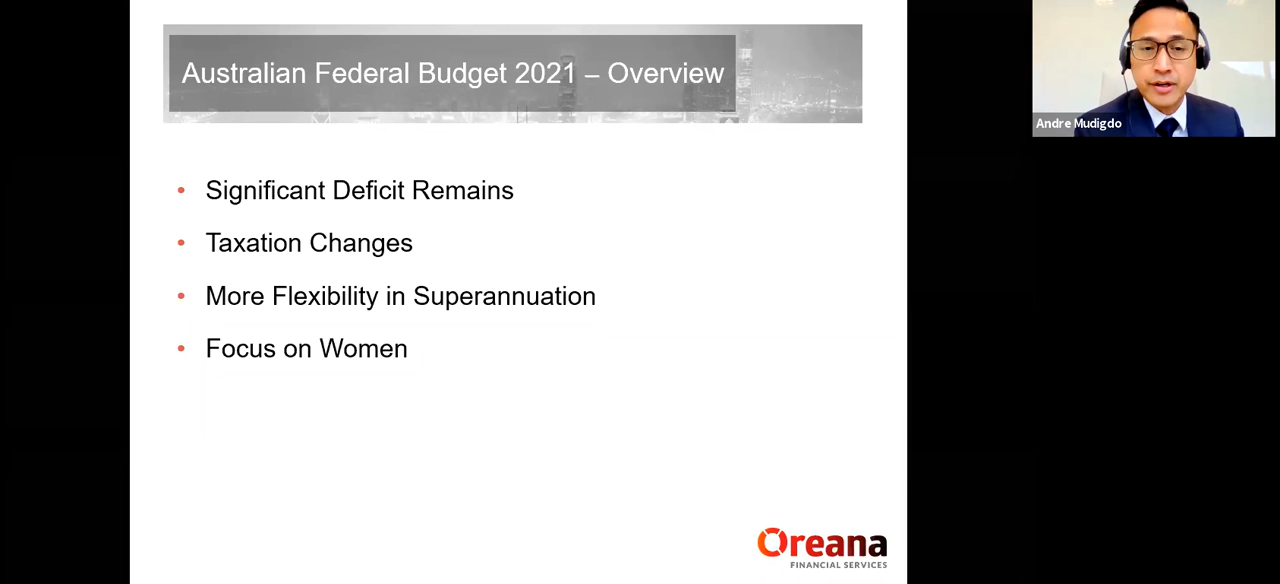 Australian Federal Budget 2021 – Overview
Andre Mudigdo
• Significant Deficit Remains
• Taxation Changes
• More Flexibility in Superannuation
• Focus on Women
Oreana
FINANCIAL SERVICES